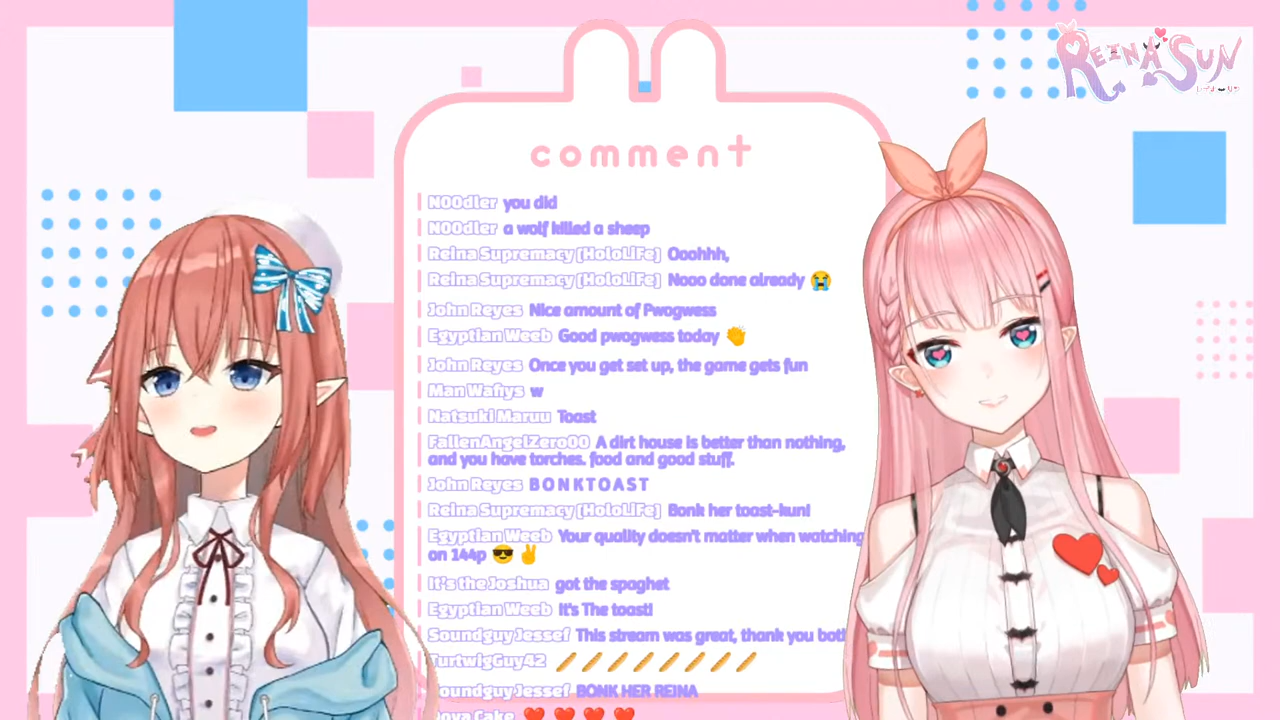 REINA SUN
comment
N00dler you did
N00dler a wolf killed a sheep
Reina Supremacy [HoloLiFe] Ooohhh,
Reina Supremacy [HoloLiFe] Nooo done already 😭
John Reyes Nice amount of Pwogwess
Egyptian Weeb Good pwogwess today 👏
John Reyes Once you get set up, the game gets fun
Man Wafiys w
Natsuki Maruu Toast
FallenAngelZero00 A dirt house is better than nothing,
and you have torches. food and good stuff.
John Reyes B O N K T O A S T
Reina Supremacy [HoloLiFe] Bonk her toast-kun!
Egyptian Weeb Your quality doesn't matter when watching
on 144p 😎 ✌
It's the Joshua got the spaghet
Egyptian Weeb It's The toast!
Soundguy Jessef This stream was great, thank you bot
TurtwigGuy42 🥖🥖🥖🥖🥖🥖🥖🥖
Soundguy Jessef BONK HER REINA
Cake ❤️ ❤️ ❤️ ❤️